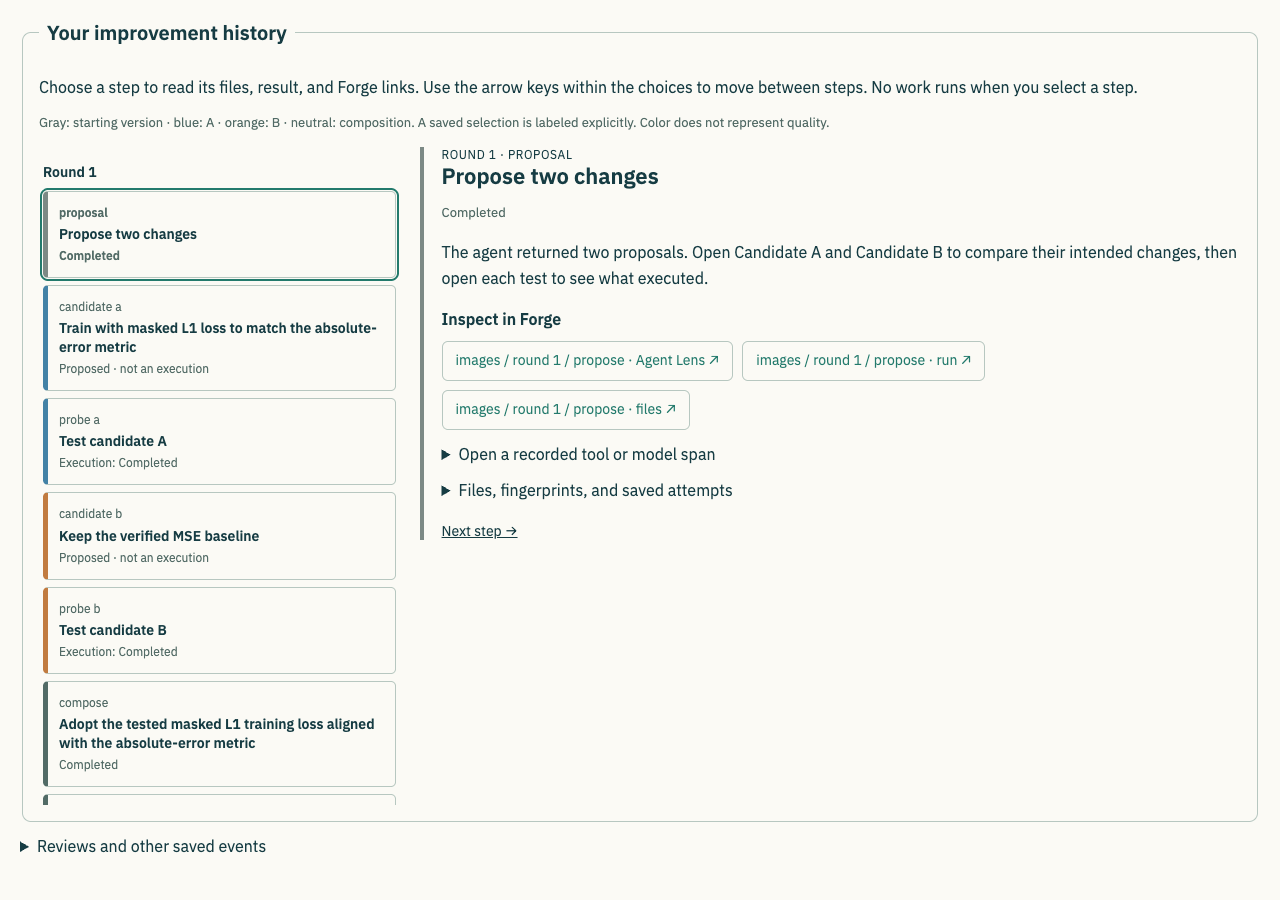 Your improvement history
Choose a step to read its files, result, and Forge links. Use the arrow keys within the choices to move between steps. No work runs when you select a step.
Gray: starting version · blue: A · orange: B · neutral: composition. A saved selection is labeled explicitly. Color does not represent quality.
Round 1
proposal
Propose two changes
Completed
candidate a
Train with masked L1 loss to match the absolute-
error metric
Proposed · not an execution
probe a
Test candidate A
Execution: Completed
candidate b
Keep the verified MSE baseline
Proposed · not an execution
probe b
Test candidate B
Execution: Completed
compose
Adopt the tested masked L1 training loss aligned
with the absolute-error metric
Completed
ROUND 1 · PROPOSAL
Propose two changes
Completed
The agent returned two proposals. Open Candidate A and Candidate B to compare their intended changes, then
open each test to see what executed.
Inspect in Forge
images / round 1 / propose · Agent Lens ↗
images / round 1 / propose · run ↗
images / round 1 / propose · files ↗
▶ Open a recorded tool or model span
▶ Files, fingerprints, and saved attempts
Next step →
▶ Reviews and other saved events